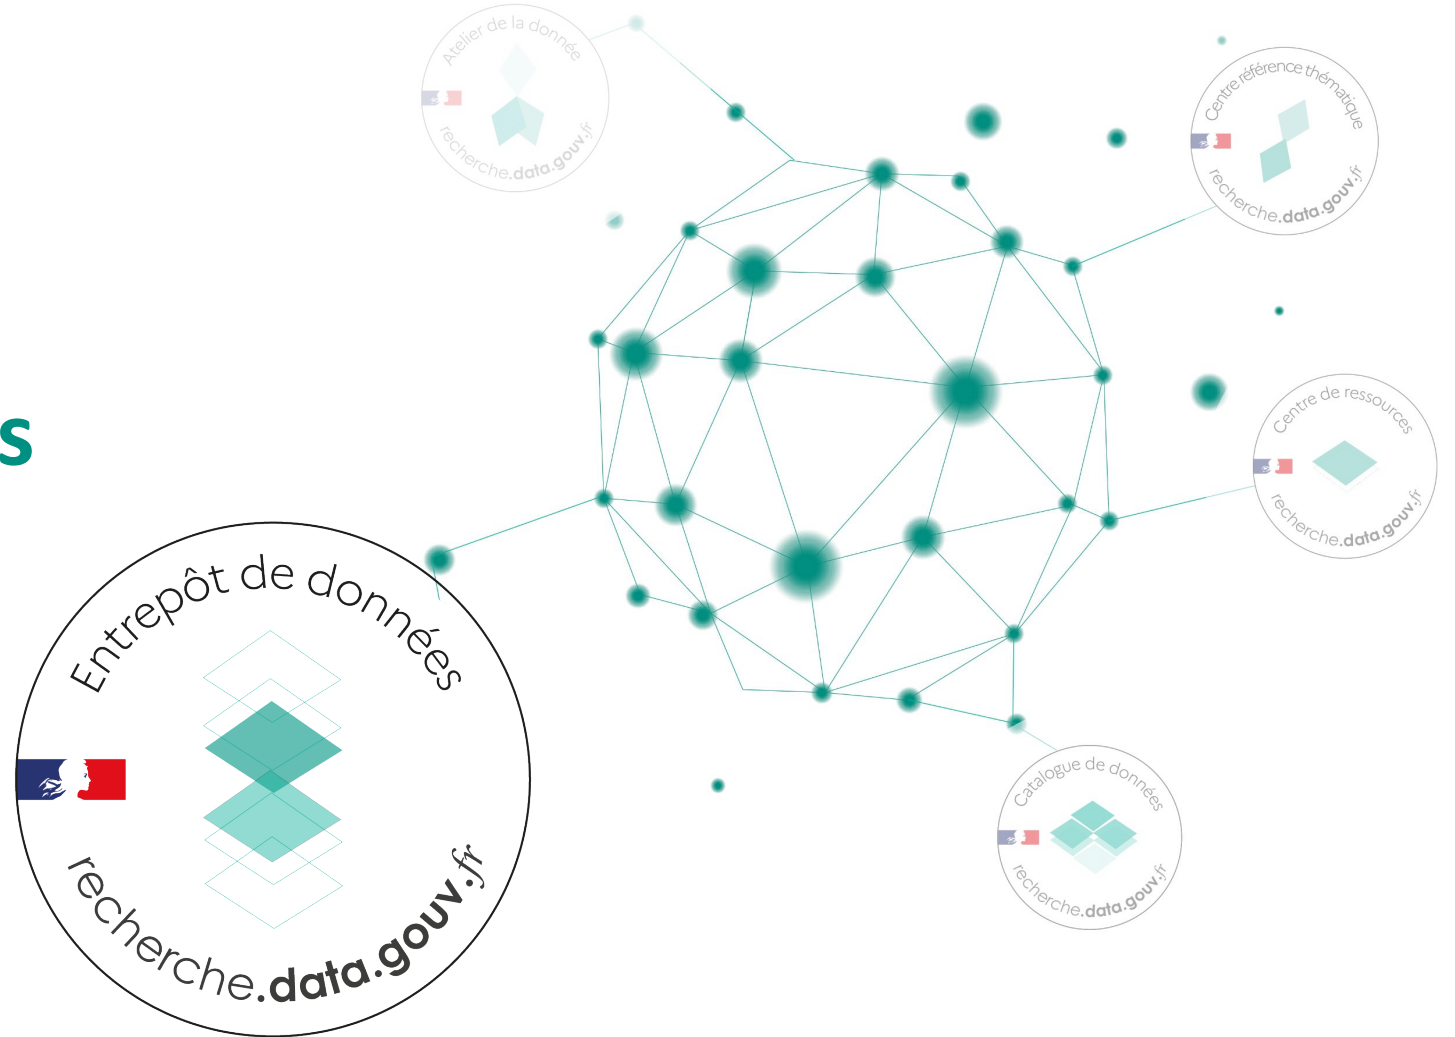 Atelier de la donnée
recherche.data.gouv.fr
Centre référence thématique
recherche.data.gouv.fr
Centre de ressources
recherche.data.gouv.fr
s
Entrepôt de données
recherche.data.gouv.fr
Catalogue de données
recherche.data.gouv.fr